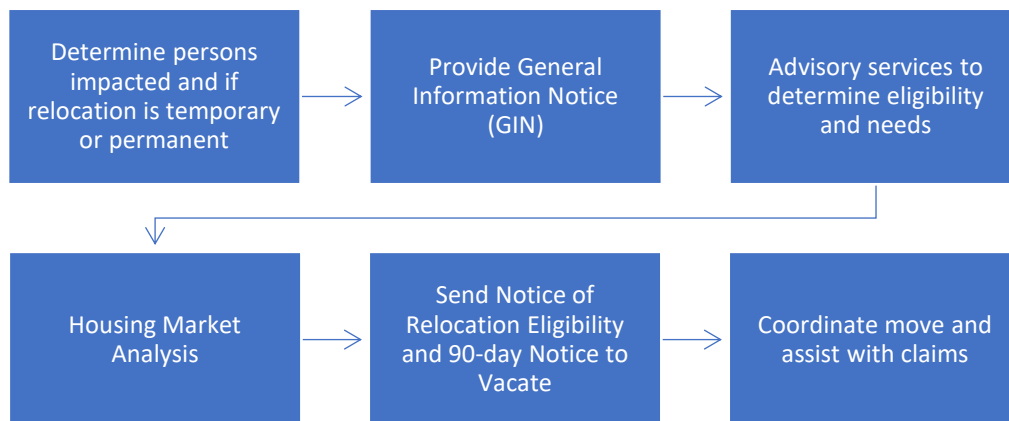 Determine persons
impacted and if
relocation is temporary
or permanent
Provide General
Information Notice
(GIN)
Advisory services to
determine eligibility
and needs
Housing Market
Analysis
Send Notice of
Relocation Eligibility
and 90-day Notice to
Vacate
Coordinate move and
assist with claims